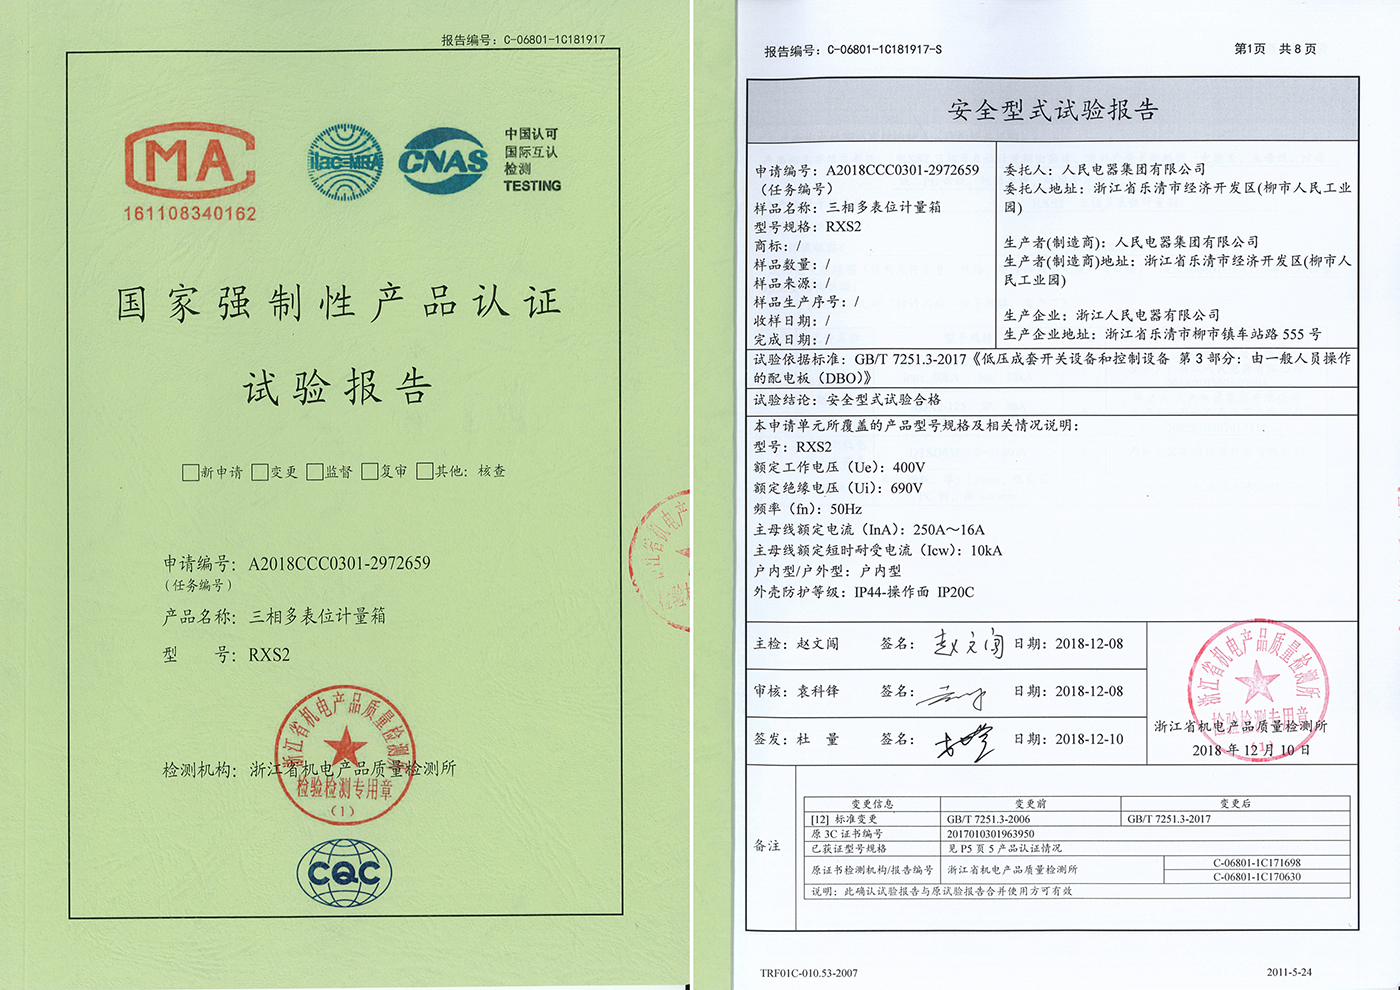 报告编号: C-06801-1C181917
MA
161108340162
ilac-MRA
CNAS
中国认可
国际互认
检测
TESTING
国家强制性产品认证
试验报告
□新申请 □变更 □监督 □复审 □其他: 核查
申请编号: A2018CCC0301-2972659
(任务编号)
产品名称: 三相多表位计量箱
型 号: RXS2
检测机构: 浙江省机电产品质量检测所
浙江省机电产品质量检测所
检验检测专用章
(1)
CQC
报告编号: C-06801-1C181917-S 第1页 共8页
安全型式试验报告
申请编号: A2018CCC0301-2972659
(任务编号)
样品名称: 三相多表位计量箱
型号规格: RXS2
商标: /
样品数量: /
样品来源: /
样品生产序号: /
收样日期: /
完成日期: /
委托人: 人民电器集团有限公司
委托人地址: 浙江省乐清市经济开发区(柳市人民工业
园)
生产者(制造商): 人民电器集团有限公司
生产者(制造商)地址: 浙江省乐清市经济开发区(柳市人
民工业园)
生产企业: 浙江人民电器有限公司
生产企业地址: 浙江省乐清市柳市镇车站路 555 号
试验依据标准: GB/T 7251.3-2017《低压成套开关设备和控制设备 第 3 部分: 由一般人员操作
的配电板 (DBO)》
试验结论: 安全型式试验合格
本申请单元所覆盖的产品型号规格及相关情况说明:
型号: RXS2
额定工作电压 (Ue): 400V
额定绝缘电压 (Ui): 690V
频率 (fn): 50Hz
主母线额定电流 (InA): 250A～16A
主母线额定短时耐受电流 (Icw): 10kA
户内型/户外型: 户内型
外壳防护等级: IP44-操作面 IP20C
主检: 赵文闯 签名: 赵文闯 日期: 2018-12-08
审核: 袁科锋 签名: 日期: 2018-12-08
签发: 杜 量 签名: 日期: 2018-12-10
浙江省机电产品质量检测所
检验检测专用章
(1)
浙江省机电产品质量检测所
2018 年 12 月 10 日
备注
变更信息 变更前 变更后
[12] 标准变更 GB/T 7251.3-2006 GB/T 7251.3-2017
原 3C 证书编号 2017010301963950
已获证型号规格 见 P5 页 5 产品认证情况
原证书检测机构/报告编号 浙江省机电产品质量检测所 C-06801-1C171698
C-06801-1C170630
说明: 此确认试验报告与原试验报告合并使用方可有效
TRF01C-010.53-2007 2011-5-24